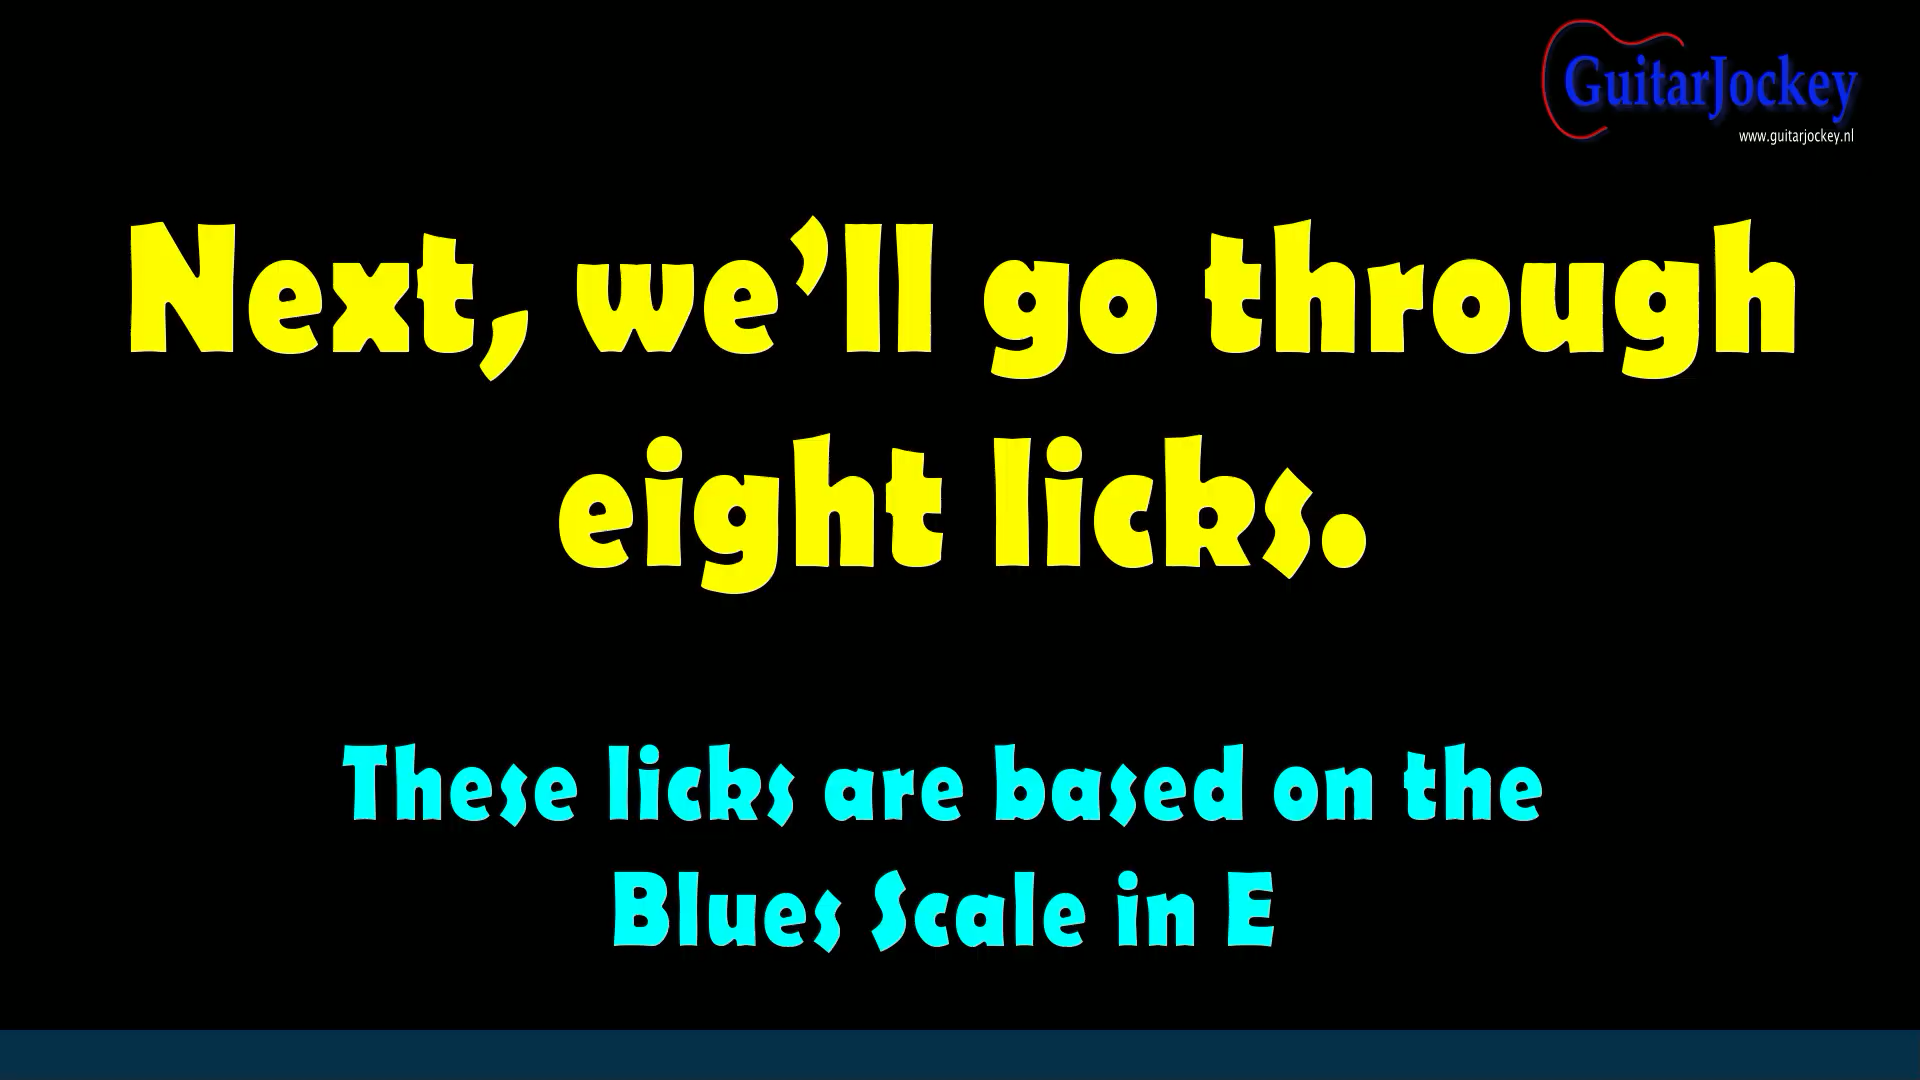 GuitarJockey
www.guitarjockey.nl
Next, we’ll go through
eight licks.
These licks are based on the
Blues Scale in E